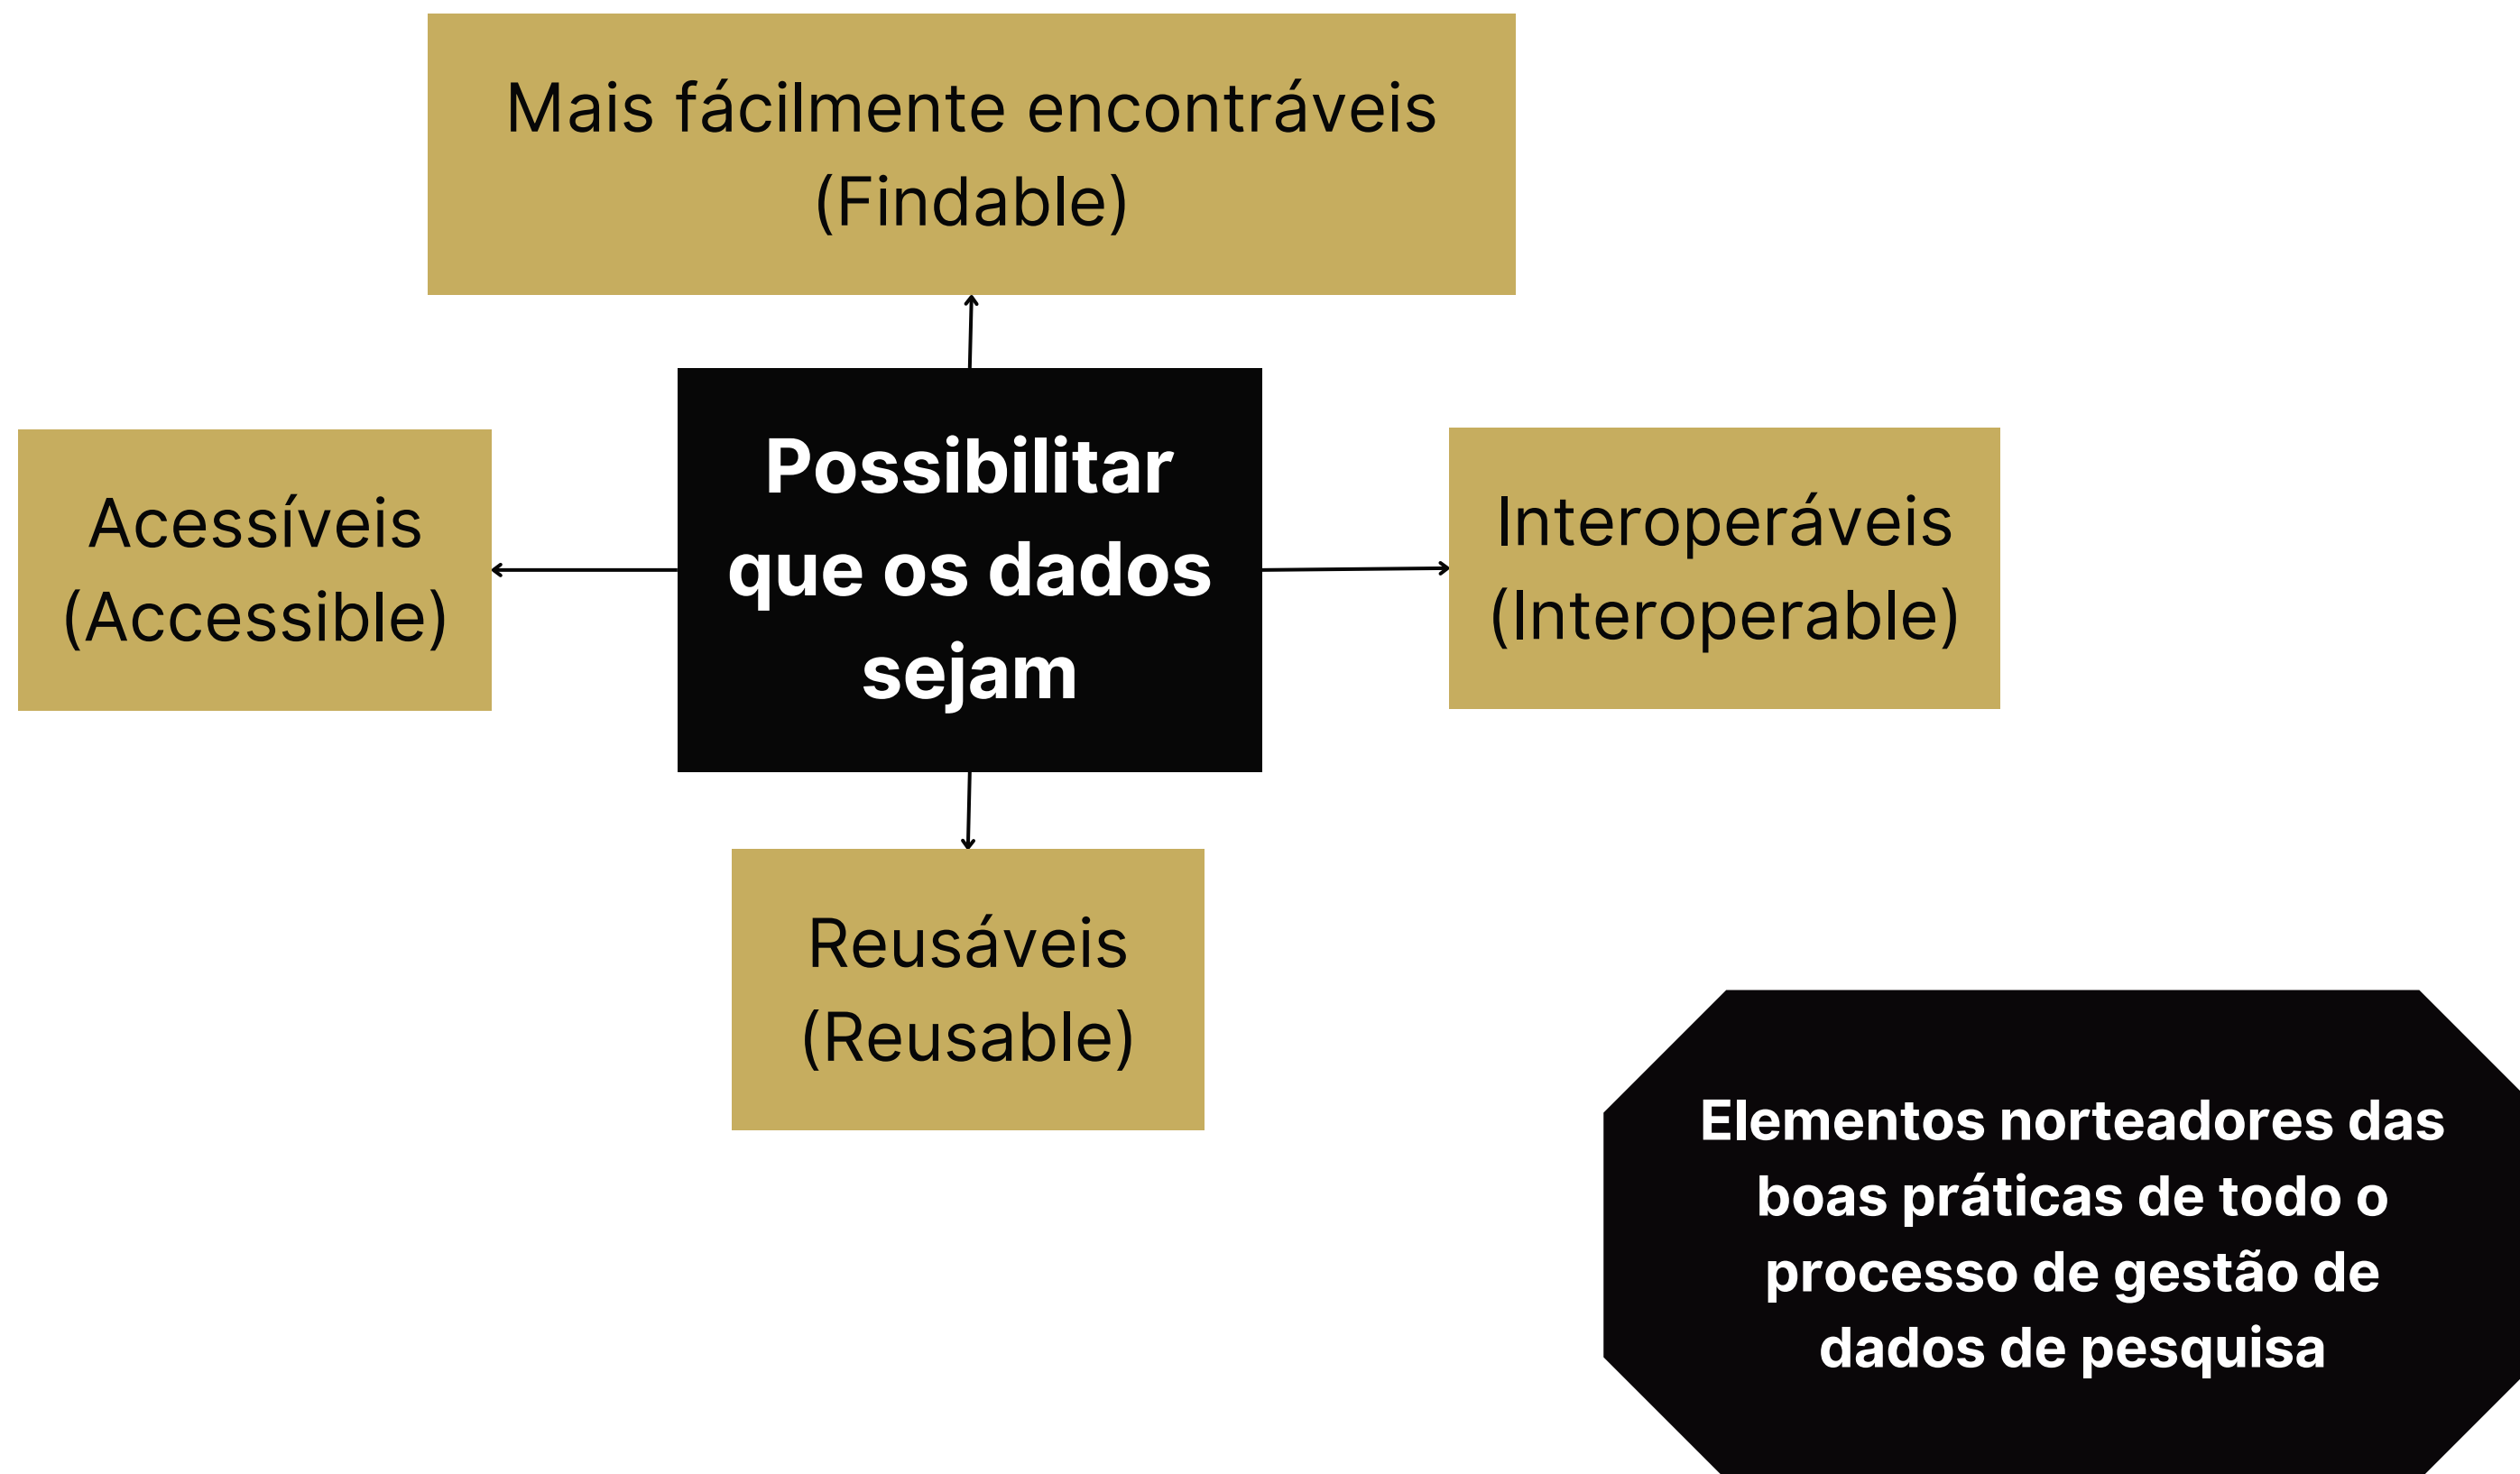 Mais fácilmente encontráveis
(Findable)
Acessíveis
(Accessible)
Possibilitar
que os dados
sejam
Interoperáveis
(Interoperable)
Reusáveis
(Reusable)
Elementos norteadores das
boas práticas de todo o
processo de gestão de
dados de pesquisa